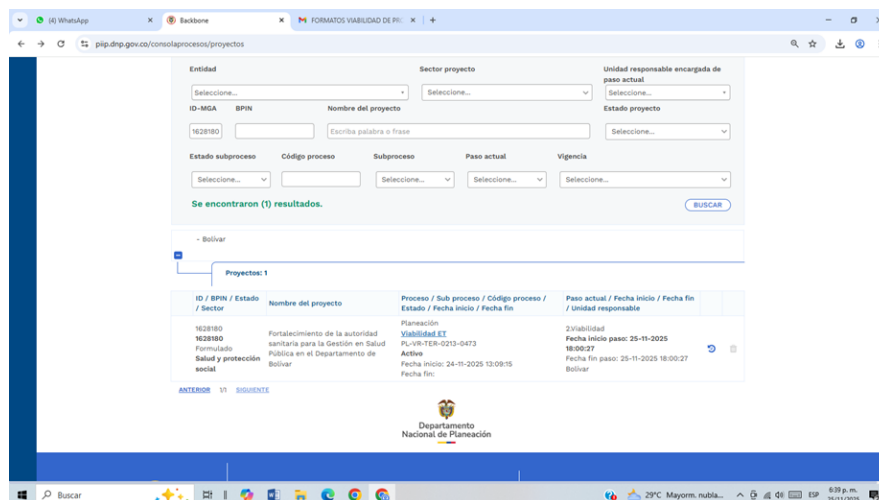 (4) WhatsApp
Backbone
FORMATOS VIABILIDAD DE PR
piip.dnp.gov.co/consolaprocesos/proyectos
Entidad
Sector proyecto
Unidad responsable encargada de paso actual
Seleccione...
Seleccione...
Seleccione...
ID-MGA
BPIN
Nombre del proyecto
Estado proyecto
1628180
Escriba palabra o frase
Seleccione...
Estado subproceso
Código proceso
Subproceso
Paso actual
Vigencia
Seleccione...
Seleccione...
Seleccione...
Seleccione...
Se encontraron (1) resultados.
BUSCAR
- Bolívar
Proyectos: 1
ID / BPIN / Estado / Sector
Nombre del proyecto
Proceso / Sub proceso / Código proceso / Estado / Fecha inicio / Fecha fin
Paso actual / Fecha inicio / Fecha fin / Unidad responsable
1628180
1628180
Formulado
Salud y protección
social
Fortalecimiento de la autoridad
sanitaria para la Gestión en Salud
Pública en el Departamento de
Bolívar
Planeación
Viabilidad ET
PL-VR-TER-0213-0473
Activo
Fecha inicio: 24-11-2025 13:09:15
Fecha fin:
2.Viabilidad
Fecha inicio paso: 25-11-2025
18:00:27
Fecha fin paso: 25-11-2025 18:00:27
Bolívar
ANTERIOR 1/1 SIGUIENTE
Departamento
Nacional de Planeación
Buscar
29°C Mayorm. nubla...
ESP
6:39 p. m.
25/11/2025